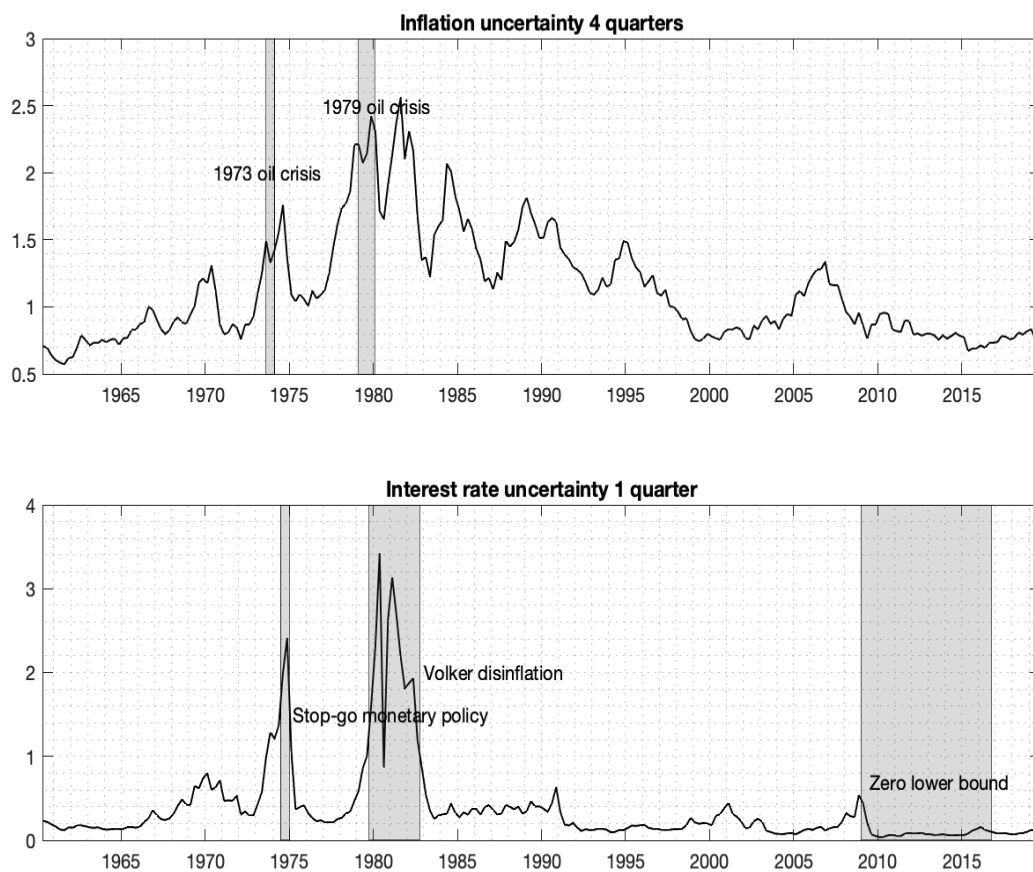 Inflation uncertainty 4 quarters
3
2.5
1979 oil crisis
2
1973 oil crisis
1.5
1
0.5
1965 1970 1975 1980 1985 1990 1995 2000 2005 2010 2015
Interest rate uncertainty 1 quarter
4
3
2
Volker disinflation
Stop-go monetary policy
1
Zero lower bound
0
1965 1970 1975 1980 1985 1990 1995 2000 2005 2010 2015